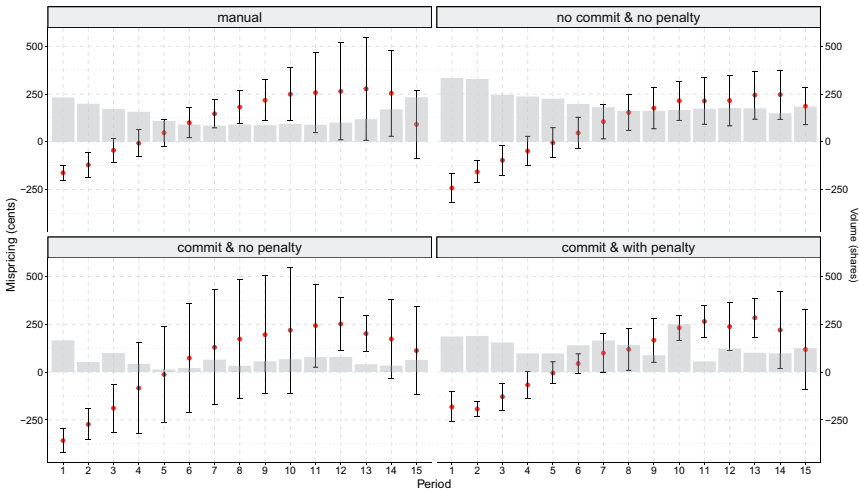 manual
no commit & no penalty
500
250
0
−250
500
250
0
−250
commit & no penalty
commit & with penalty
500
250
0
−250
500
250
0
−250
Mispricing (cents)
Volume (shares)
1 2 3 4 5 6 7 8 9 10 11 12 13 14 15
1 2 3 4 5 6 7 8 9 10 11 12 13 14 15
Period